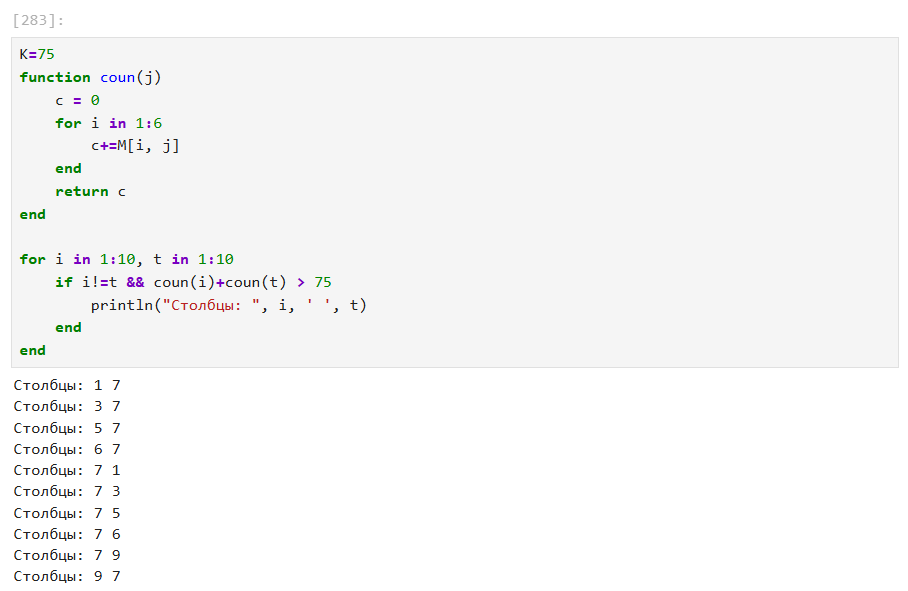 [283]:
K=75
function coun(j)
    c = 0
    for i in 1:6
        c+=M[i, j]
    end
    return c
end

for i in 1:10, t in 1:10
    if i!=t && coun(i)+coun(t) > 75
        println("Столбцы: ", i, ' ', t)
    end
end
Столбцы: 1 7
Столбцы: 3 7
Столбцы: 5 7
Столбцы: 6 7
Столбцы: 7 1
Столбцы: 7 3
Столбцы: 7 5
Столбцы: 7 6
Столбцы: 7 9
Столбцы: 9 7